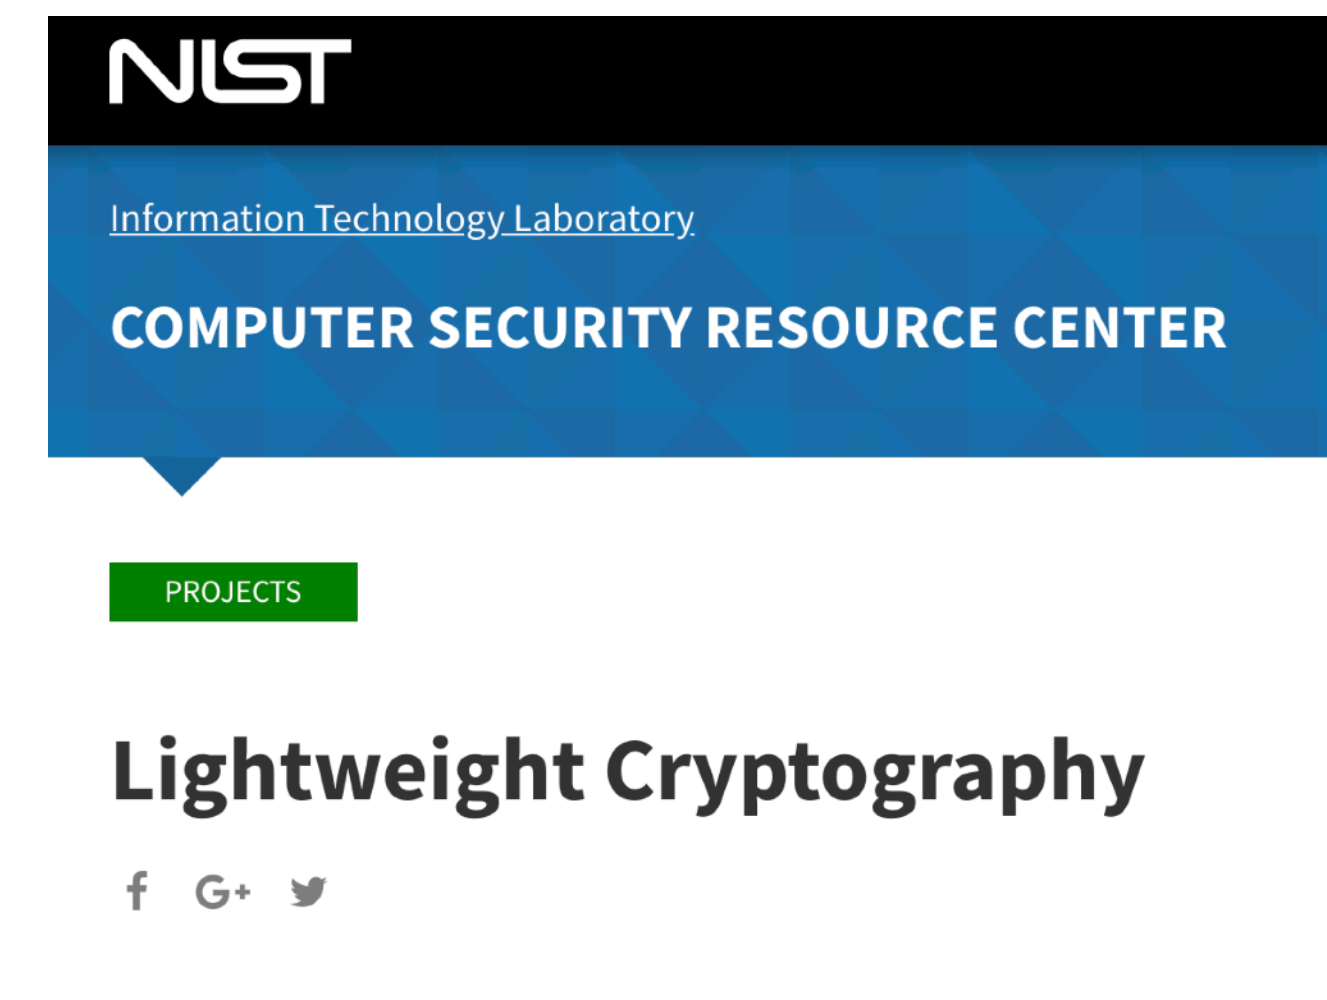 NIST
Information Technology Laboratory
COMPUTER SECURITY RESOURCE CENTER
PROJECTS
Lightweight Cryptography
f G+